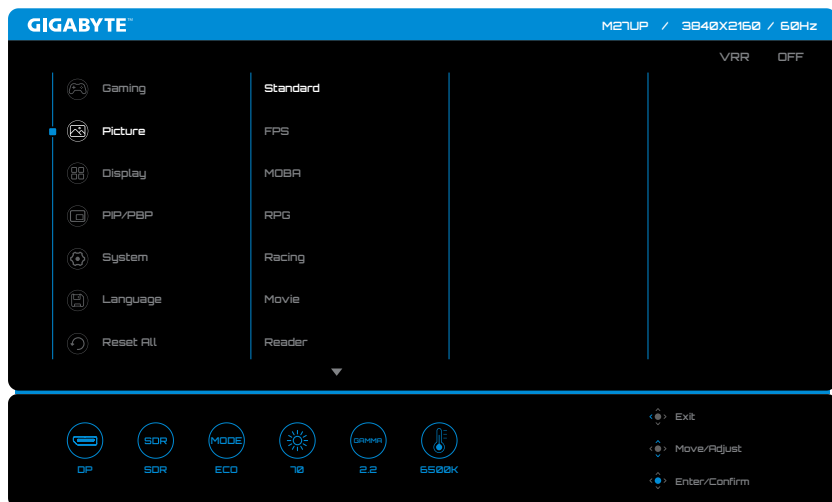 GIGABYTE™
M27UP / 3840X2160 / 60Hz
VRR OFF
Gaming
Picture
Display
PIP/PBP
System
Language
Reset All
Standard
FPS
MOBA
RPG
Racing
Movie
Reader
SDR
MODE
GAMMA
DP
SDR
ECO
70
2.2
6500K
Exit
Move/Adjust
Enter/Confirm